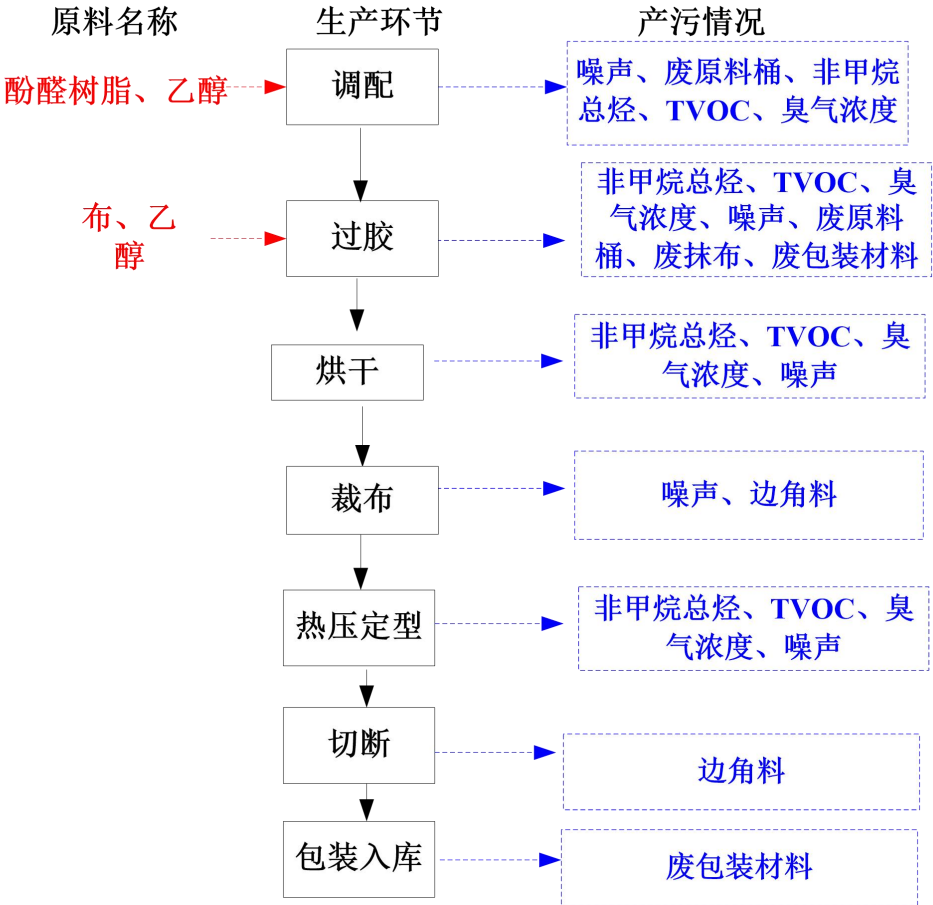 原料名称 生产环节 产污情况
酚醛树脂、乙醇
调配
噪声、废原料桶、非甲烷
总烃、TVOC、臭气浓度
布、乙
醇
过胶
非甲烷总烃、TVOC、臭
气浓度、噪声、废原料
桶、废抹布、废包装材料
烘干
非甲烷总烃、TVOC、臭
气浓度、噪声
裁布
噪声、边角料
热压定型
非甲烷总烃、TVOC、臭
气浓度、噪声
切断
边角料
包装入库
废包装材料